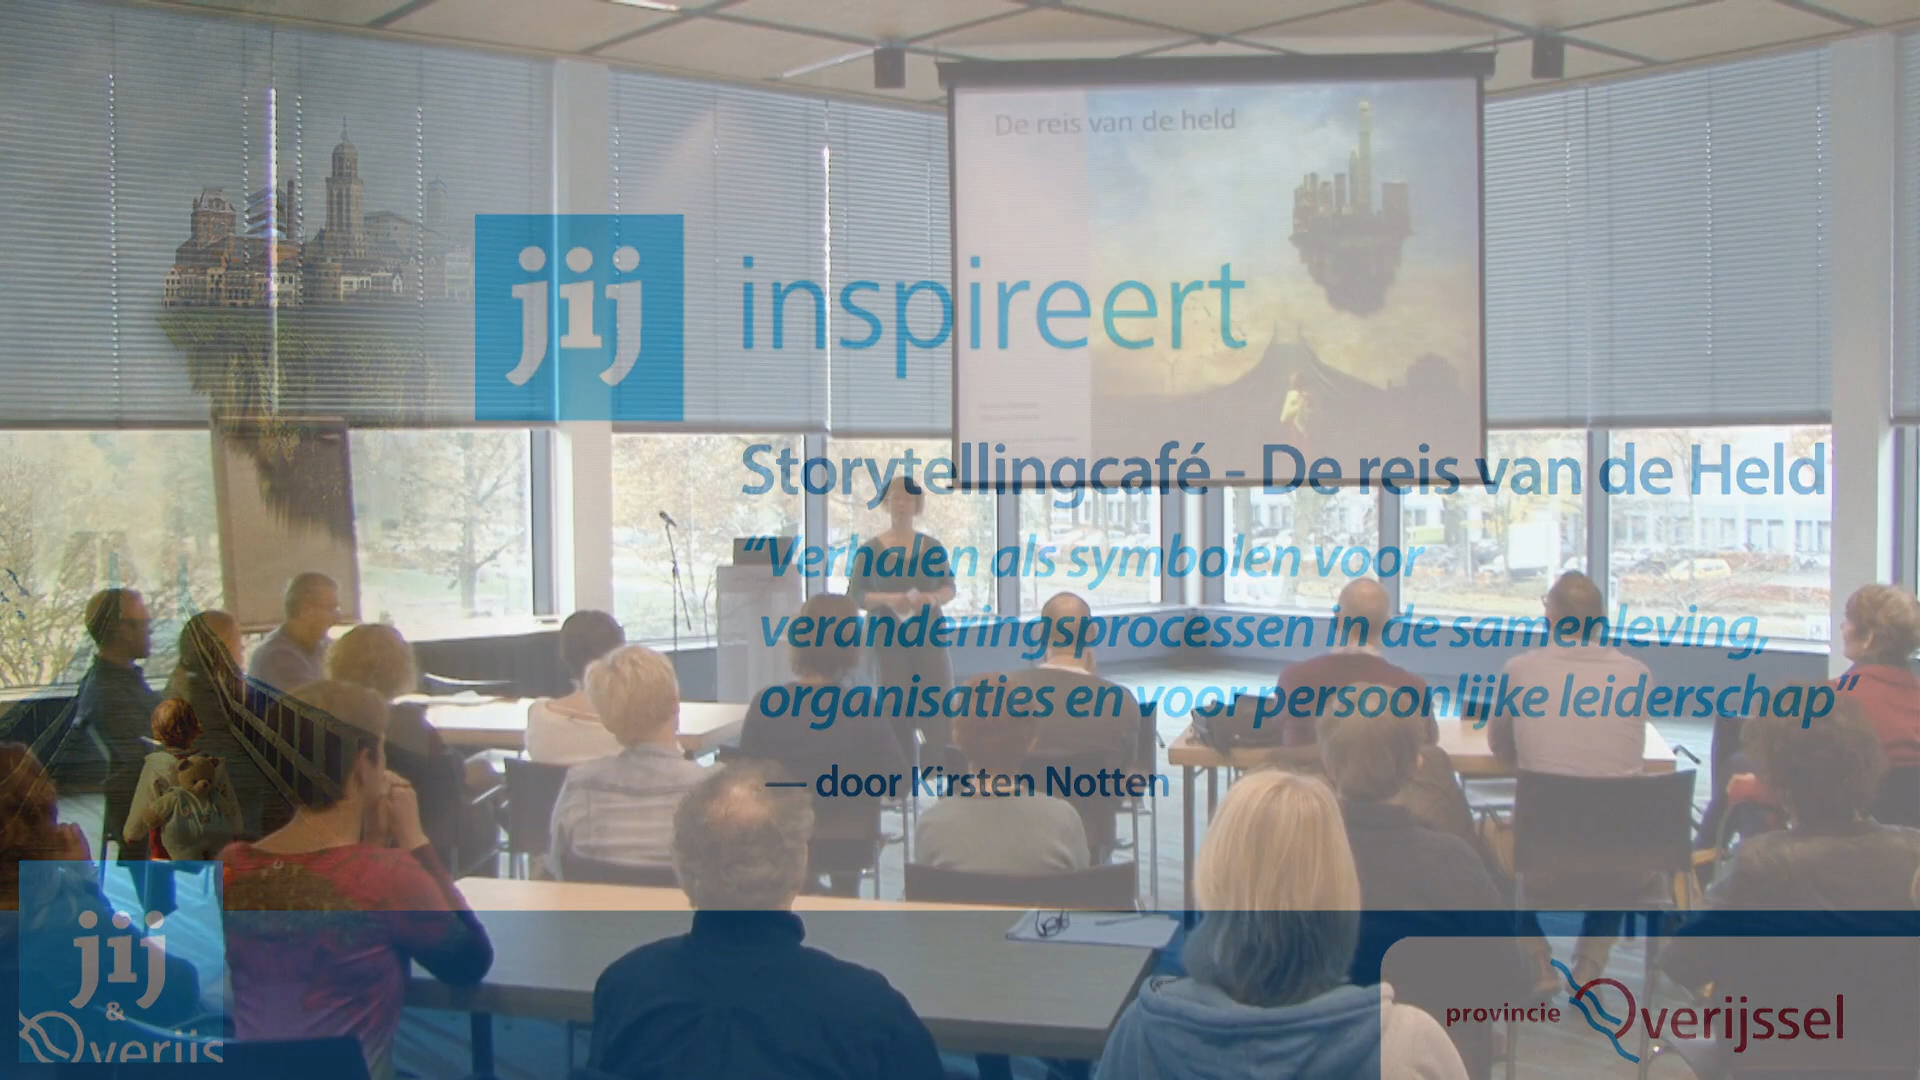 De reis van de held
jij inspireert
Storytellingcafé - De reis van de Held
“Verhalen als symbolen voor
veranderingsprocessen in de samenleving,
organisaties en voor persoonlijke leiderschap”
— door Kirsten Notten
jij
&
Overijs
provincie Overijssel